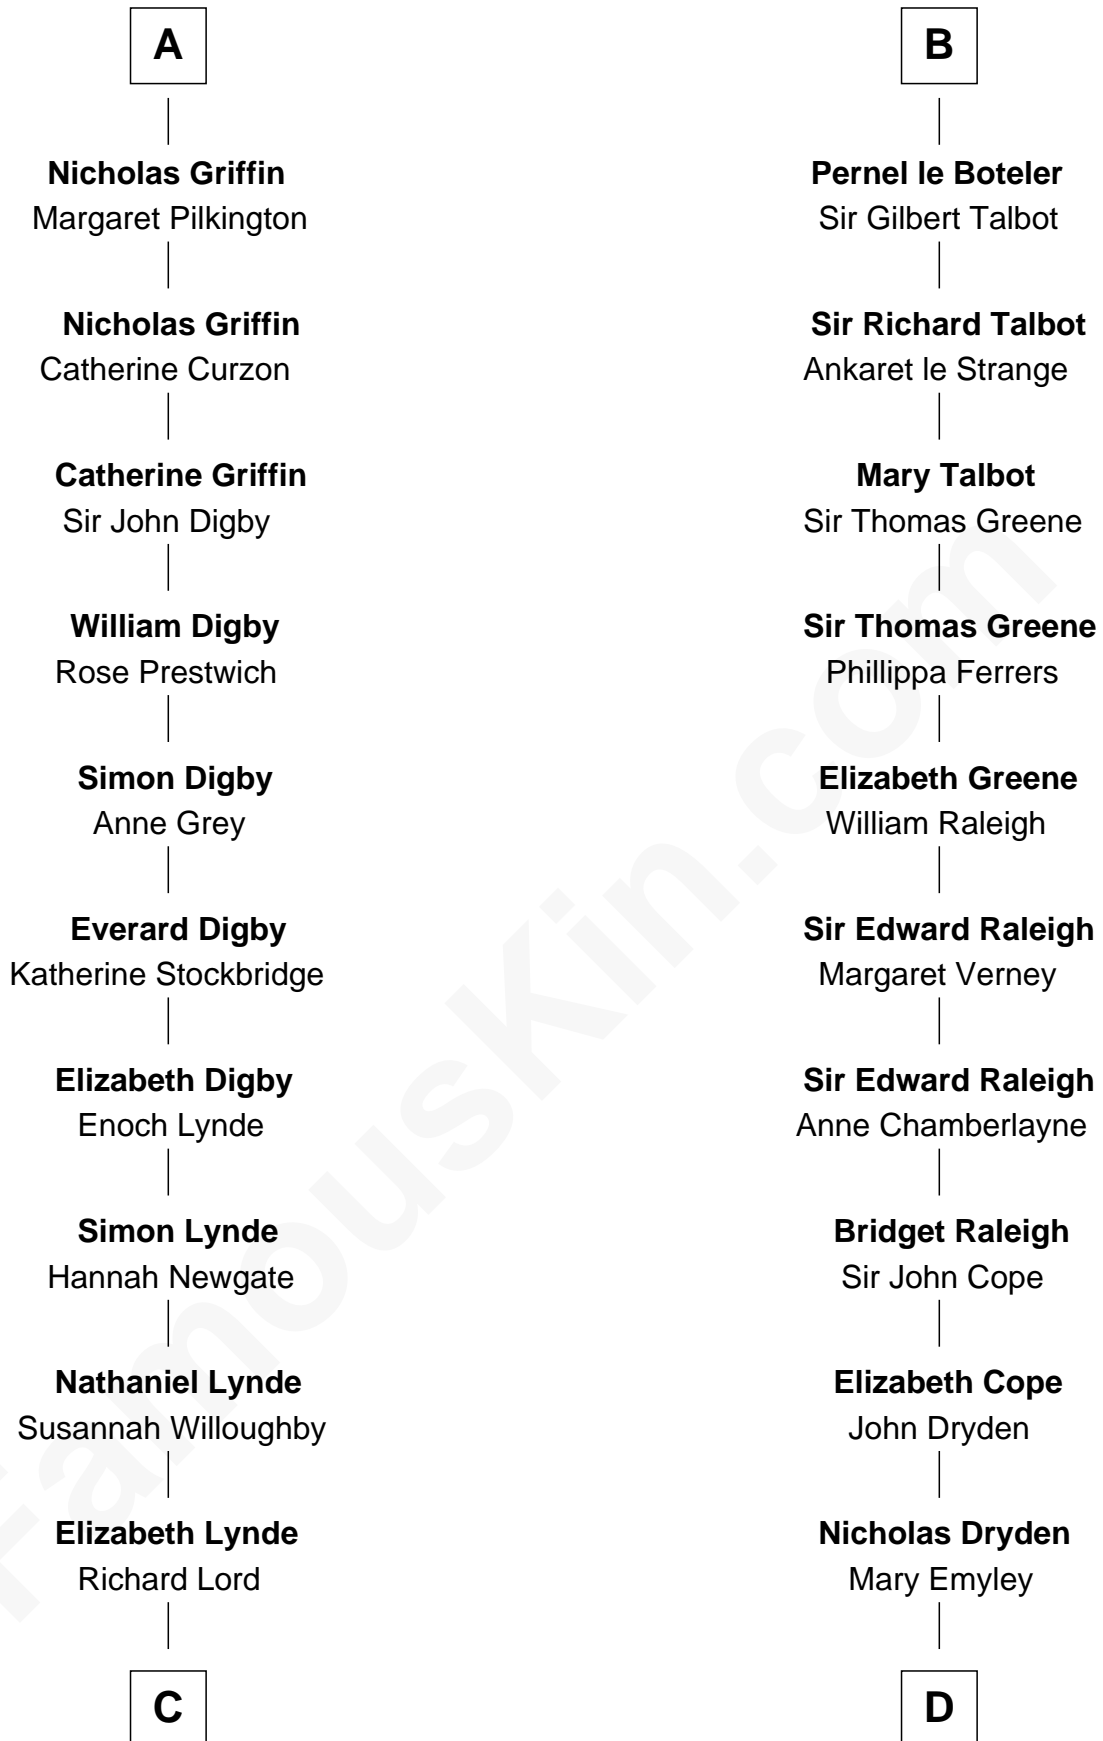 A
Nicholas Griffin
Margaret Pilkington
Nicholas Griffin
Catherine Curzon
Catherine Griffin
Sir John Digby
William Digby
Rose Prestwich
Simon Digby
Anne Grey
Everard Digby
Katherine Stockbridge
Elizabeth Digby
Enoch Lynde
Simon Lynde
Hannah Newgate
Nathaniel Lynde
Susannah Willoughby
Elizabeth Lynde
Richard Lord
C
B
Pernel le Boteler
Sir Gilbert Talbot
Sir Richard Talbot
Ankaret le Strange
Mary Talbot
Sir Thomas Greene
Sir Thomas Greene
Phillippa Ferrers
Elizabeth Greene
William Raleigh
Sir Edward Raleigh
Margaret Verney
Sir Edward Raleigh
Anne Chamberlayne
Bridget Raleigh
Sir John Cope
Elizabeth Cope
John Dryden
Nicholas Dryden
Mary Emyley
D
FamousKin.com